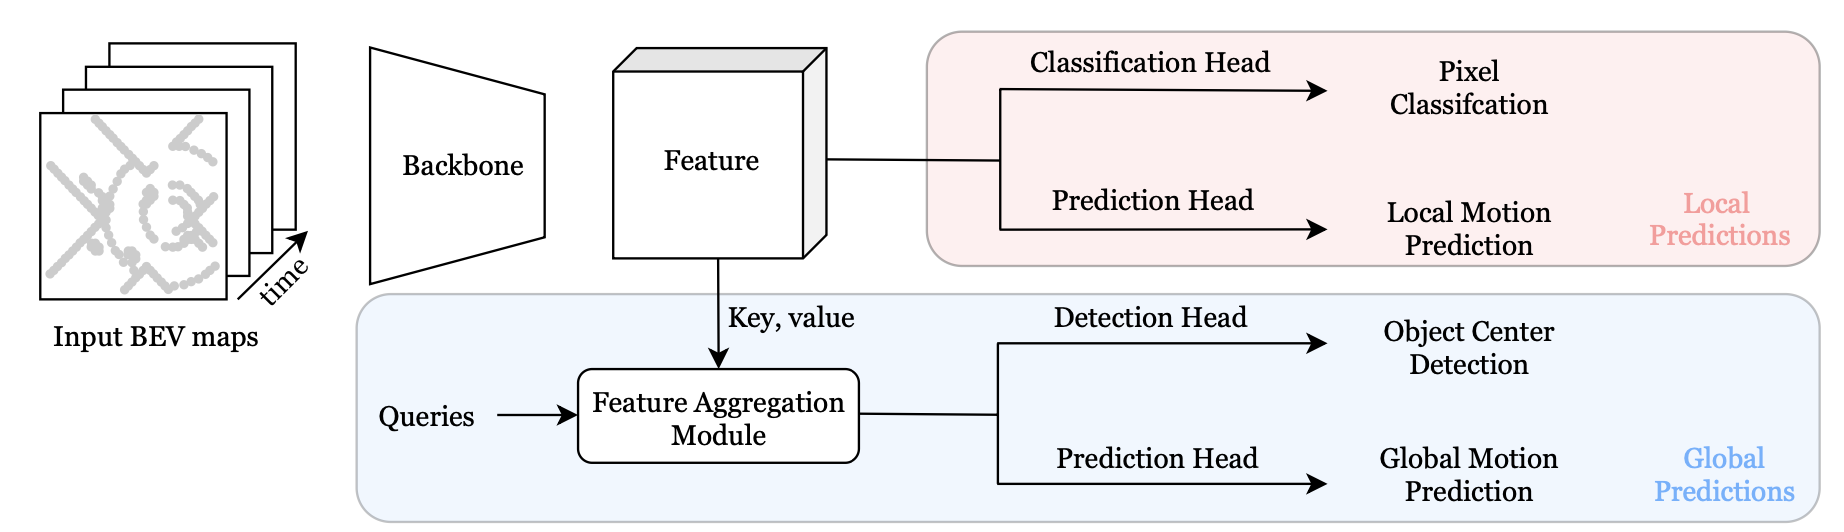 time
Input BEV maps
Backbone
Feature
Classification Head
Pixel
Classifcation
Prediction Head
Local Motion
Prediction
Local
Predictions
Key, value
Queries
Feature Aggregation
Module
Detection Head
Object Center
Detection
Prediction Head
Global Motion
Prediction
Global
Predictions